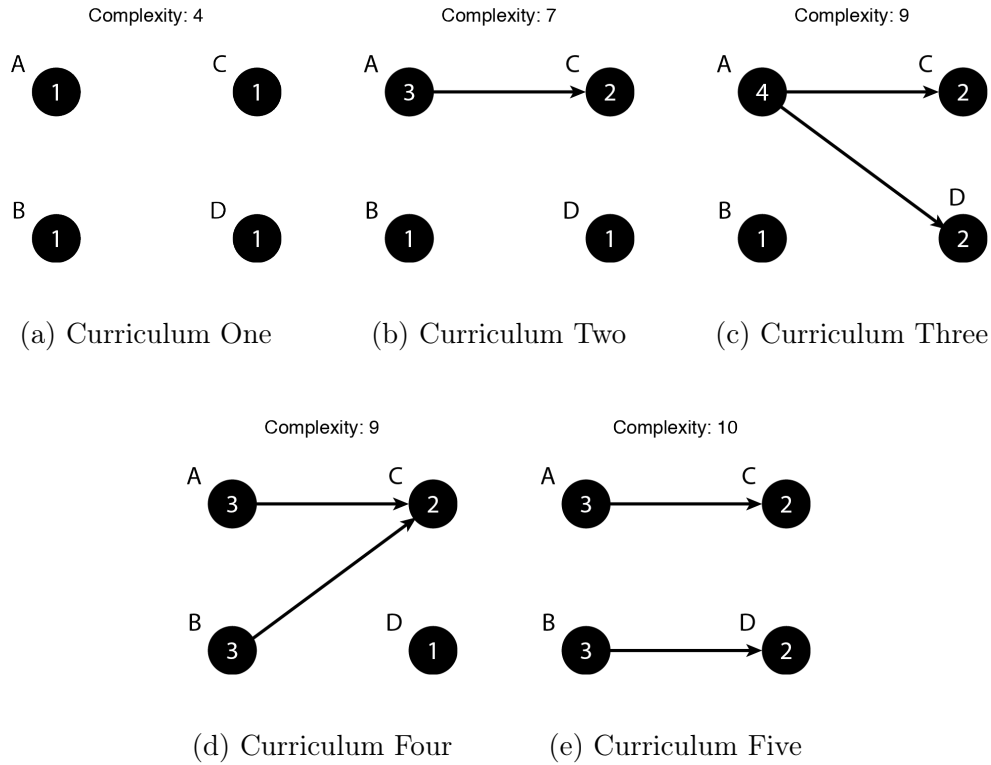 Complexity: 4
A 1 C 1
B 1 D 1
(a) Curriculum One
Complexity: 7
A 3 C 2
B 1 D 1
(b) Curriculum Two
Complexity: 9
A 4 C 2
D
B 1 2
(c) Curriculum Three
Complexity: 9
A 3 C 2
B 3 D 1
(d) Curriculum Four
Complexity: 10
A 3 C 2
B 3 D 2
(e) Curriculum Five